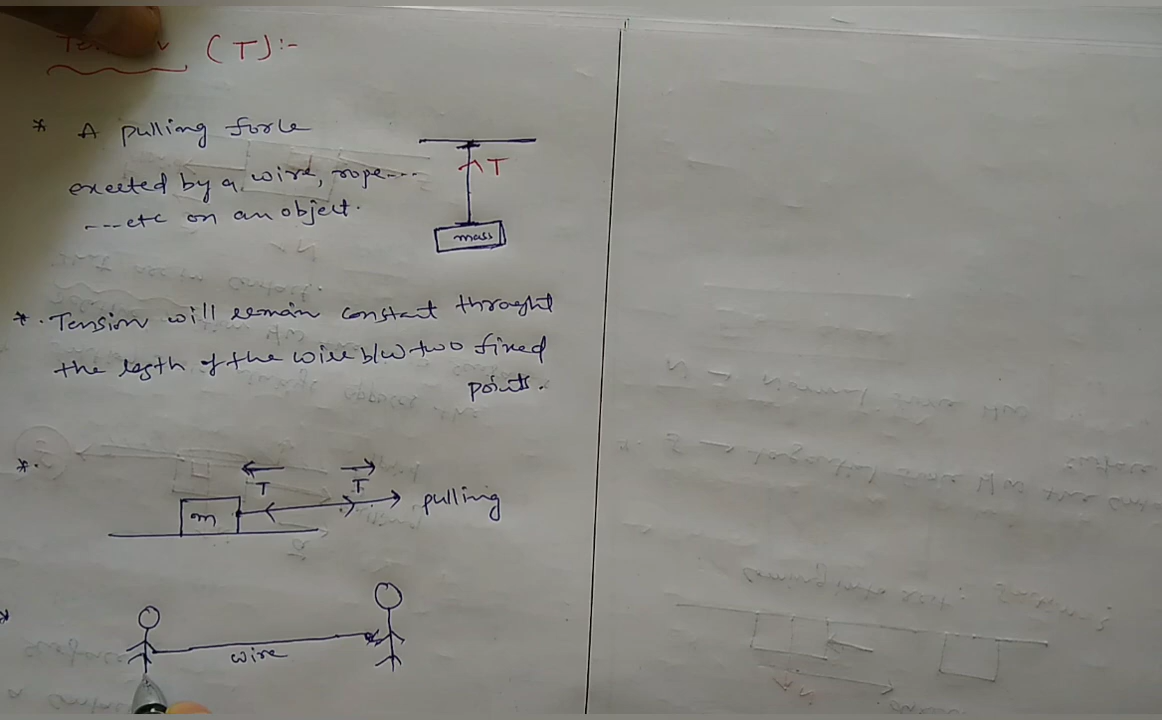 (T):-
* A pulling force
exerted by a wire, rope---
---etc on an object.
T
mass
*. Tension will remain constant throught
the legth of the wire b/w two fixed
points.
*.
T T
m
pulling
*
wire